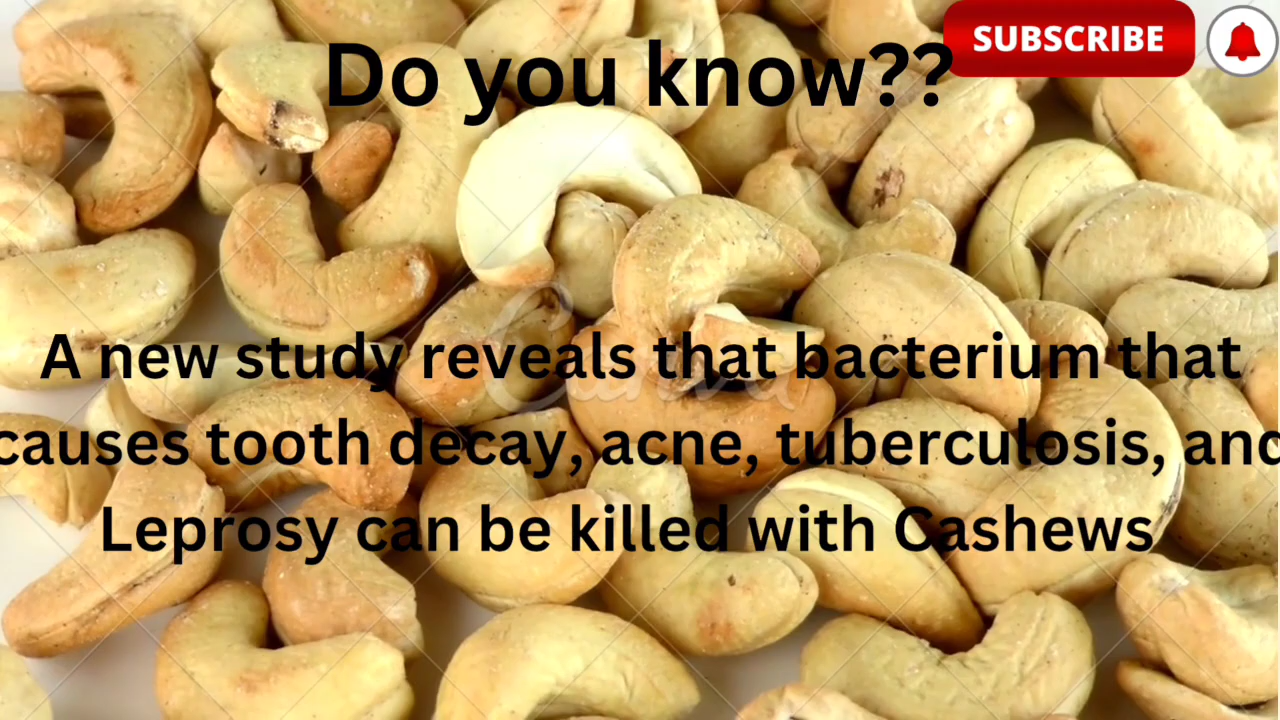 Do you know??
SUBSCRIBE
A new study reveals that bacterium that
causes tooth decay, acne, tuberculosis, and
Leprosy can be killed with Cashews
Canva